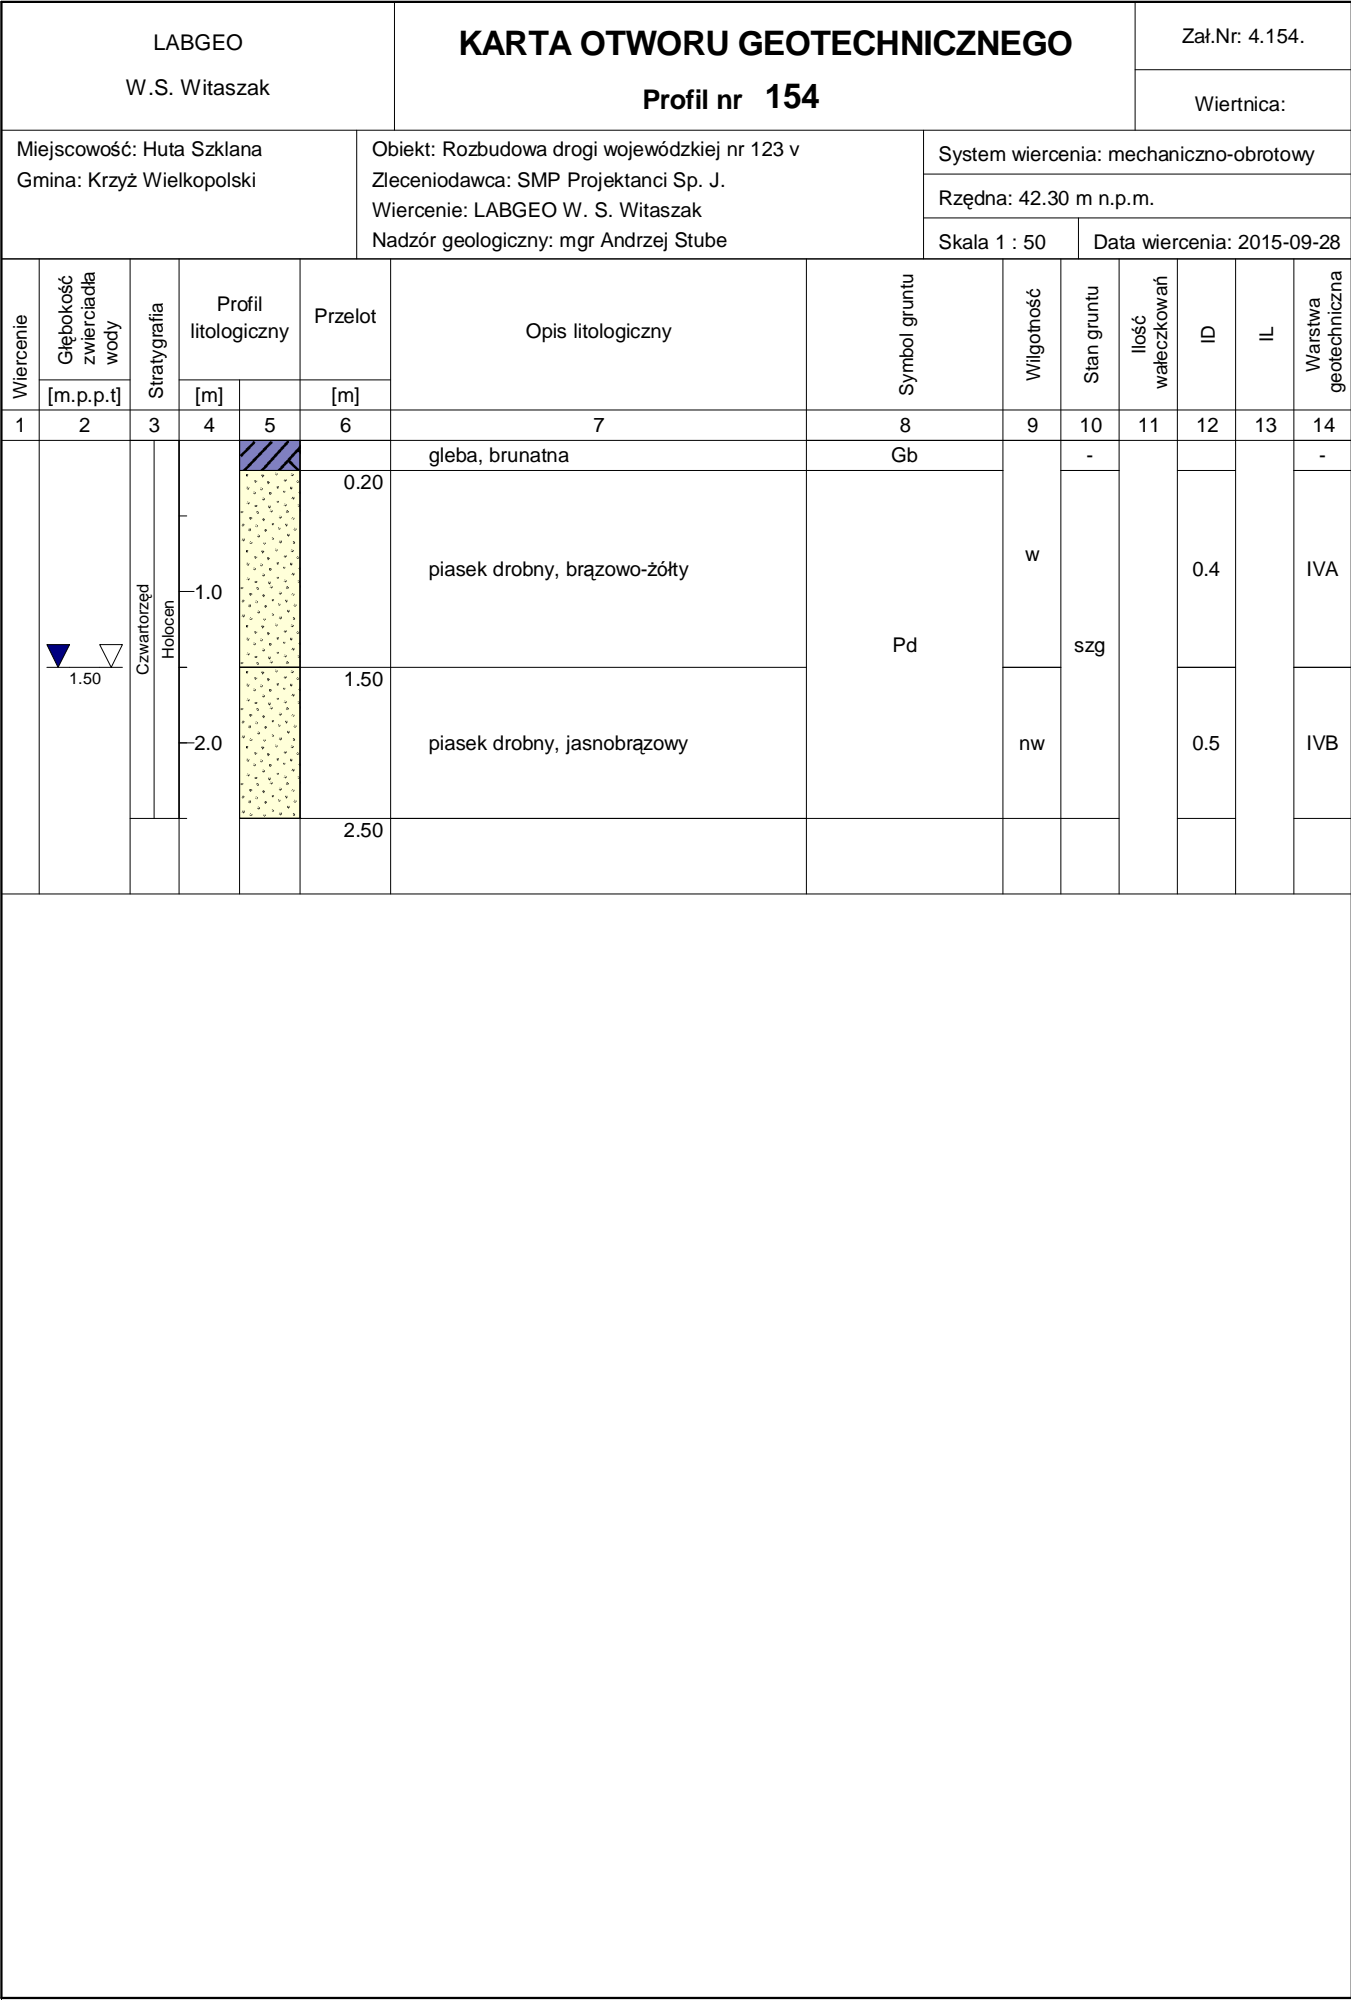 LABGEO
W.S. Witaszak
KARTA OTWORU GEOTECHNICZNEGO
Profil nr 154
Zał.Nr: 4.154.
Wiertnica:
Miejscowość: Huta Szklana
Gmina: Krzyż Wielkopolski
Obiekt: Rozbudowa drogi wojewódzkiej nr 123 v
Zleceniodawca: SMP Projektanci Sp. J.
Wiercenie: LABGEO W. S. Witaszak
Nadzór geologiczny: mgr Andrzej Stube
System wiercenia: mechaniczno-obrotowy
Rzędna: 42.30 m n.p.m.
Skala 1 : 50
Data wiercenia: 2015-09-28
Wiercenie
Głębokość
zwierciadła
wody
[m.p.p.t]
Stratygrafia
Profil
litologiczny
[m]
Przelot
[m]
Opis litologiczny
Symbol gruntu
Wilgotność
Stan gruntu
Ilość
wałeczkowań
ID
IL
Warstwa
geotechniczna
1 2 3 4 5 6 7 8 9 10 11 12 13 14
gleba, brunatna Gb - -
0.20
piasek drobny, brązowo-żółty w 0.4 IVA
1.0
Czwartorzęd
Holocen
Pd szg
1.50
1.50
2.0
piasek drobny, jasnobrązowy nw 0.5 IVB
2.50